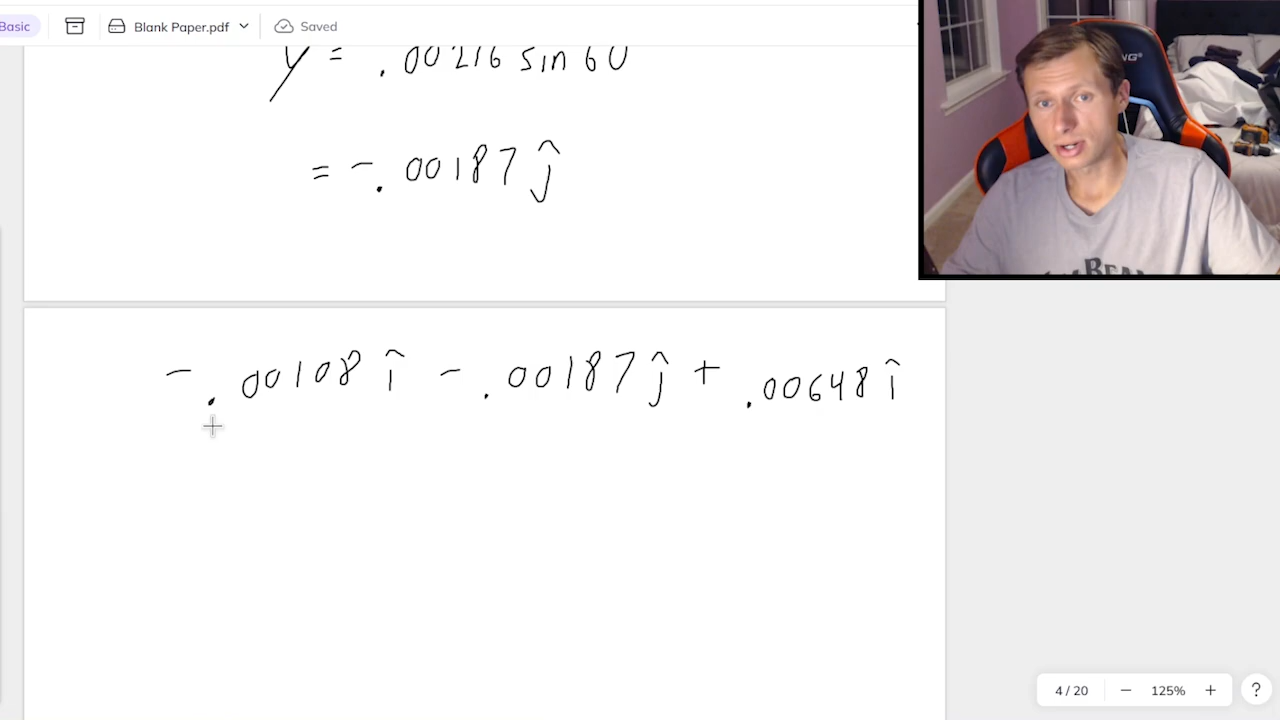 Basic Blank Paper.pdf Saved
y = .00216 sin 60
= -.00187 ĵ
-.00108 î - .00187 ĵ + .00648 î
4 / 20 − 125% + ?